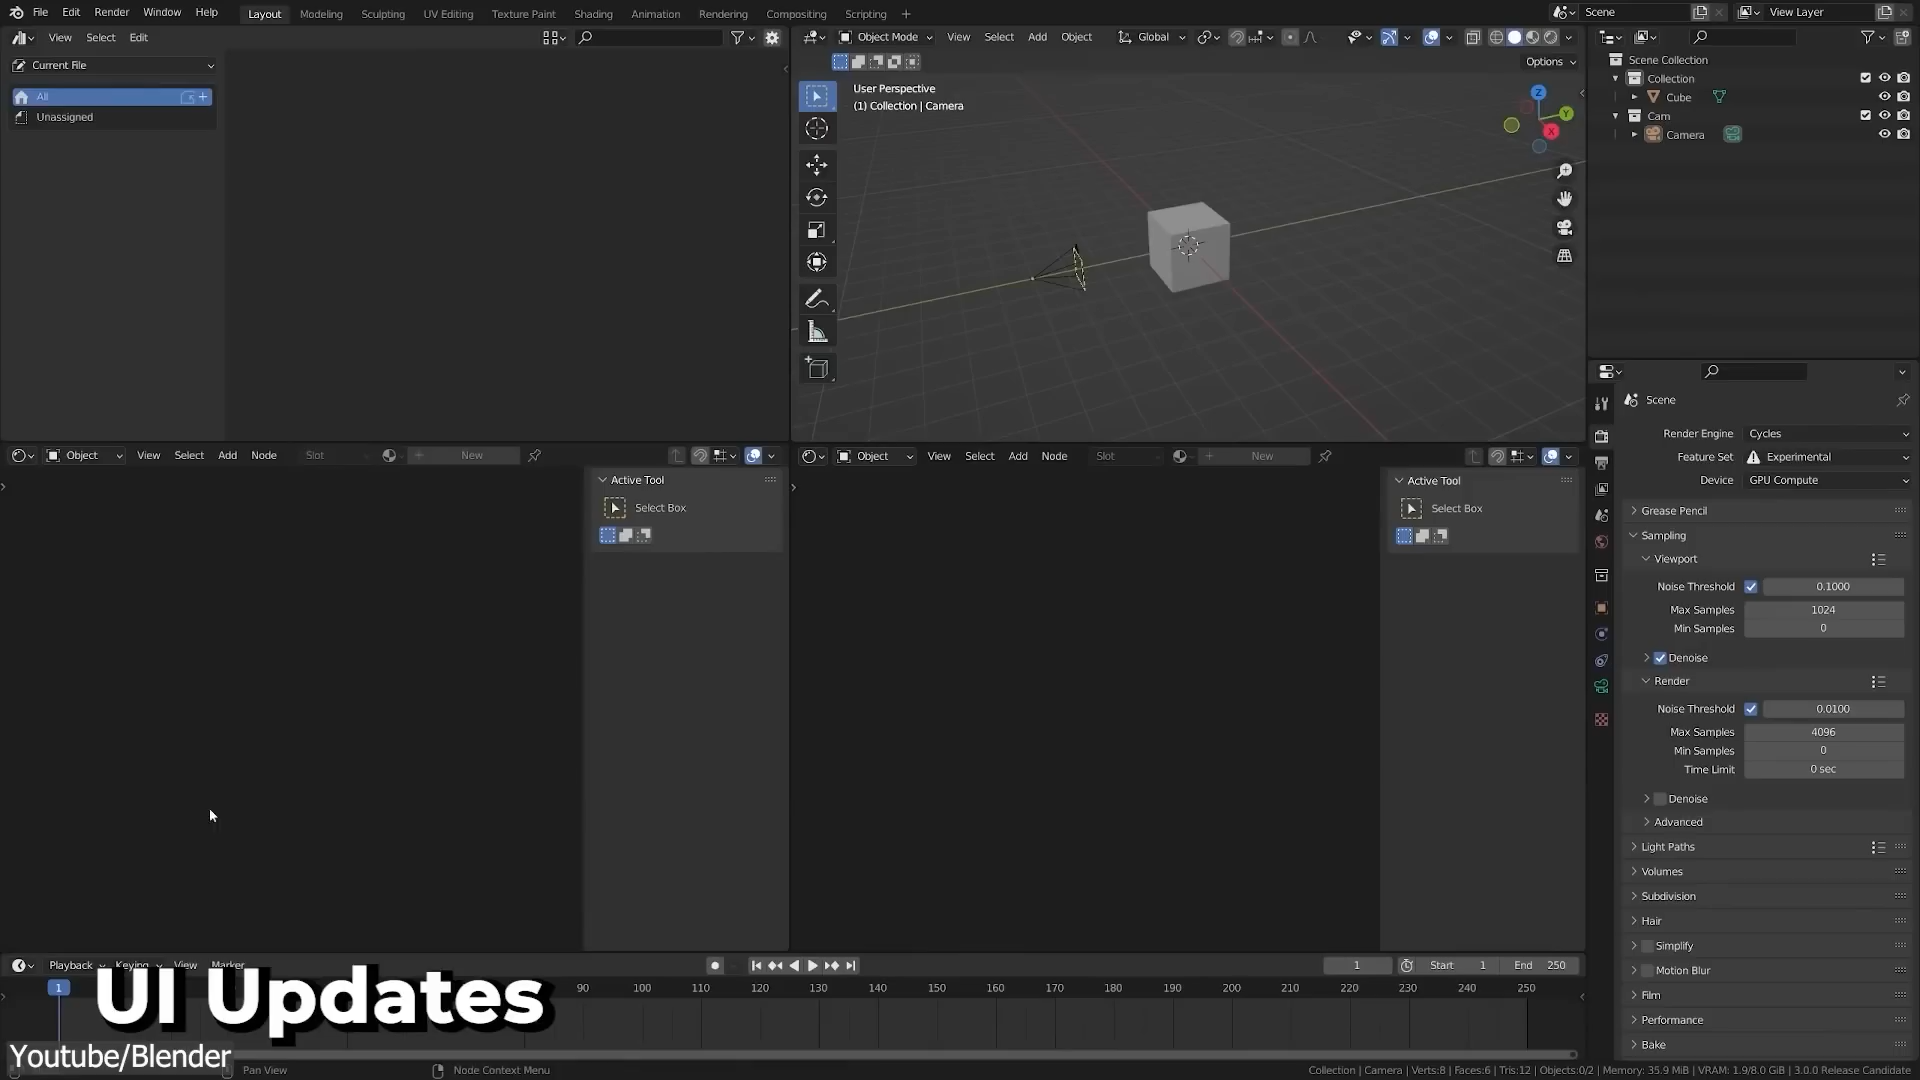 File Edit Render Window Help Layout Modeling Sculpting UV Editing Texture Paint Shading Animation Rendering Compositing Scripting + Scene View Layer
View Select Edit
Object Mode View Select Add Object Global
Options
Current File
All
Unassigned
User Perspective
(1) Collection | Camera
Z
Y
X
Scene Collection
Collection
Cube
Cam
Camera
Object View Select Add Node Slot New
Active Tool
Select Box
Object View Select Add Node Slot New
Active Tool
Select Box
Scene
Render Engine Cycles
Feature Set Experimental
Device GPU Compute
Grease Pencil
Sampling
Viewport
Noise Threshold 0.1000
Max Samples 1024
Min Samples 0
Denoise
Render
Noise Threshold 0.0100
Max Samples 4096
Min Samples 0
Time Limit 0 sec
Denoise
Advanced
Light Paths
Volumes
Subdivision
Hair
Simplify
Motion Blur
Film
Performance
Bake
Playback Keying View Marker 1 Start 1 End 250
1 90 100 110 120 130 140 150 160 170 180 190 200 210 220 230 240 250
UI Updates
Youtube/Blender
Pan View Node Context Menu Collection | Camera | Verts:8 | Faces:6 | Tris:12 | Objects:0/2 | Memory: 35.9 MiB | VRAM: 1.9/8.0 GiB | 3.0.0 Release Candidate